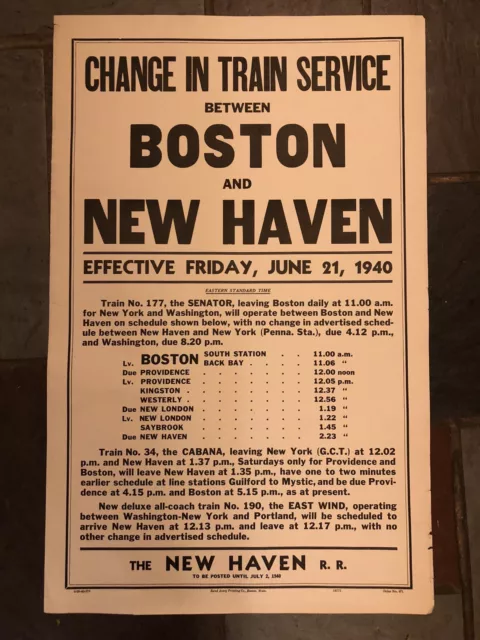 CHANGE IN TRAIN SERVICE
BETWEEN
BOSTON
AND
NEW HAVEN
EFFECTIVE FRIDAY, JUNE 21, 1940
EASTERN STANDARD TIME
Train No. 177, the SENATOR, leaving Boston daily at 11.00 a.m.
for New York and Washington, will operate between Boston and New
Haven on schedule shown below, with no change in advertised sched-
ule between New Haven and New York (Penna. Sta.), due 4.12 p.m.,
and Washington, due 8.20 p.m.
Lv. BOSTON SOUTH STATION . . . 11.00 a.m.
BACK BAY . . . . . 11.06 "
Due PROVIDENCE . . . . . . . 12.00 noon
Lv. PROVIDENCE . . . . . . . 12.05 p.m.
KINGSTON . . . . . . . 12.37 "
WESTERLY . . . . . . . 12.56 "
Due NEW LONDON . . . . . . . 1.19 "
Lv. NEW LONDON . . . . . . . 1.22 "
SAYBROOK . . . . . . . 1.45 "
Due NEW HAVEN . . . . . . . 2.23 "
Train No. 34, the CABANA, leaving New York (G.C.T.) at 12.02
p.m. and New Haven at 1.37 p.m., Saturdays only for Providence and
Boston, will leave New Haven at 1.35 p.m., have one to two minutes
earlier schedule at line stations Guilford to Mystic, and be due Provi-
dence at 4.15 p.m. and Boston at 5.15 p.m., as at present.
New deluxe all-coach train No. 190, the EAST WIND, operating
between Washington-New York and Portland, will be scheduled to
arrive New Haven at 12.13 p.m. and leave at 12.17 p.m., with no
other change in advertised schedule.
THE NEW HAVEN R. R.
TO BE POSTED UNTIL JULY 2, 1940